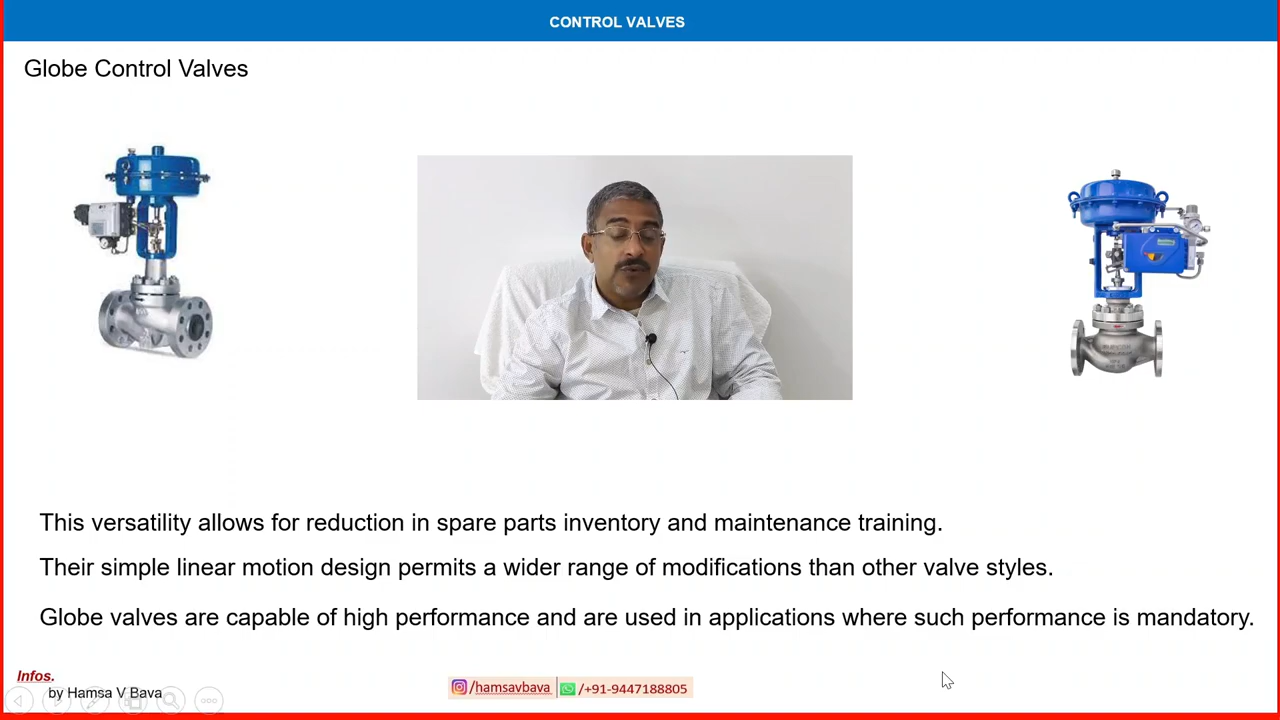 CONTROL VALVES
Globe Control Valves
This versatility allows for reduction in spare parts inventory and maintenance training.
Their simple linear motion design permits a wider range of modifications than other valve styles.
Globe valves are capable of high performance and are used in applications where such performance is mandatory.
Infos.
by Hamsa V Bava
/hamsavbava
/+91-9447188805